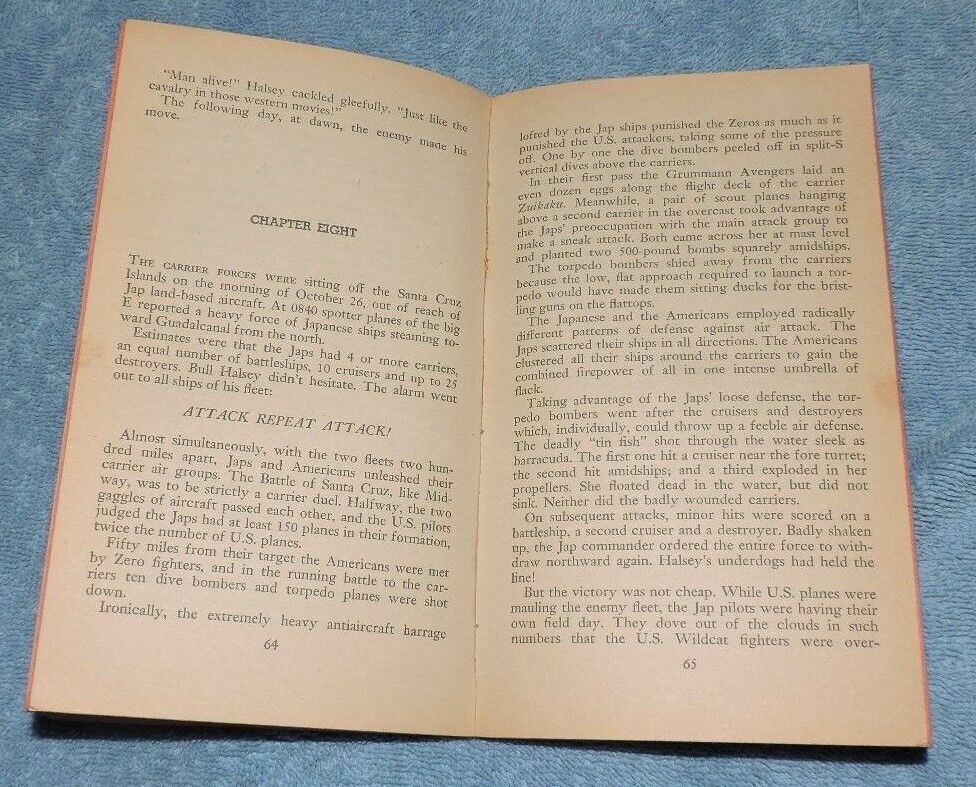 “Man alive!” Halsey cackled gleefully. “Just like the
cavalry in those western movies!”
The following day, at dawn, the enemy made his
move.
CHAPTER EIGHT
THE CARRIER FORCES WERE sitting off the Santa Cruz
Islands on the morning of October 26, out of reach of
Jap land-based aircraft. At 0840 spotter planes of the big
E reported a heavy force of Japanese ships steaming to-
ward Guadalcanal from the north.
Estimates were that the Japs had 4 or more carriers,
an equal number of battleships, 10 cruisers and up to 25
destroyers. Bull Halsey didn't hesitate. The alarm went
out to all ships of his fleet:
ATTACK REPEAT ATTACK!
Almost simultaneously, with the two fleets two hun-
dred miles apart, Japs and Americans unleashed their
carrier air groups. The Battle of Santa Cruz, like Mid-
way, was to be strictly a carrier duel. Halfway, the two
gaggles of aircraft passed each other, and the U.S. pilots
judged the Japs had at least 150 planes in their formation,
twice the number of U.S. planes.
Fifty miles from their target the Americans were met
by Zero fighters, and in the running battle to the car-
riers ten dive bombers and torpedo planes were shot
down.
Ironically, the extremely heavy antiaircraft barrage
64
lofted by the Jap ships punished the Zeros as much as it
punished the U.S. attackers, taking some of the pressure
off. One by one the dive bombers peeled off in split-S
vertical dives above the carriers.
In their first pass the Grummann Avengers laid an
even dozen eggs along the flight deck of the carrier
Zuikaku. Meanwhile, a pair of scout planes hanging
above a second carrier in the overcast took advantage of
the Japs' preoccupation with the main attack group to
make a sneak attack. Both came across her at mast level
and planted two 500-pound bombs squarely amidships.
The torpedo bombers shied away from the carriers
because the low, flat approach required to launch a tor-
pedo would have made them sitting ducks for the brist-
ling guns on the flattops.
The Japanese and the Americans employed radically
different patterns of defense against air attack. The
Japs scattered their ships in all directions. The Americans
clustered all their ships around the carriers to gain the
combined firepower of all in one intense umbrella of
flack.
Taking advantage of the Japs' loose defense, the tor-
pedo bombers went after the cruisers and destroyers
which, individually, could throw up a feeble air defense.
The deadly “tin fish” shot through the water sleek as
barracuda. The first one hit a cruiser near the fore turret;
the second hit amidships; and a third exploded in her
propellers. She floated dead in the water, but did not
sink. Neither did the badly wounded carriers.
On subsequent attacks, minor hits were scored on a
battleship, a second cruiser and a destroyer. Badly shaken
up, the Jap commander ordered the entire force to with-
draw northward again. Halsey's underdogs had held the
line!
But the victory was not cheap. While U.S. planes were
mauling the enemy fleet, the Jap pilots were having their
own field day. They dove out of the clouds in such
numbers that the U.S. Wildcat fighters were over-
65